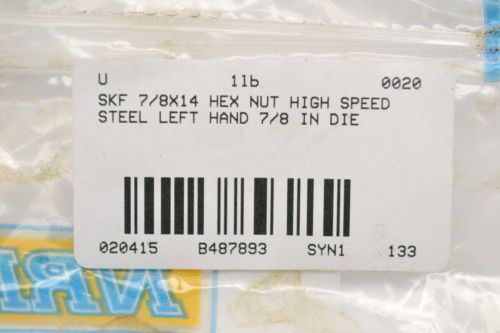 U 1lb 0020
SKF 7/8X14 HEX NUT HIGH SPEED
STEEL LEFT HAND 7/8 IN DIE
020415 B487893 SYN1 133
NRI